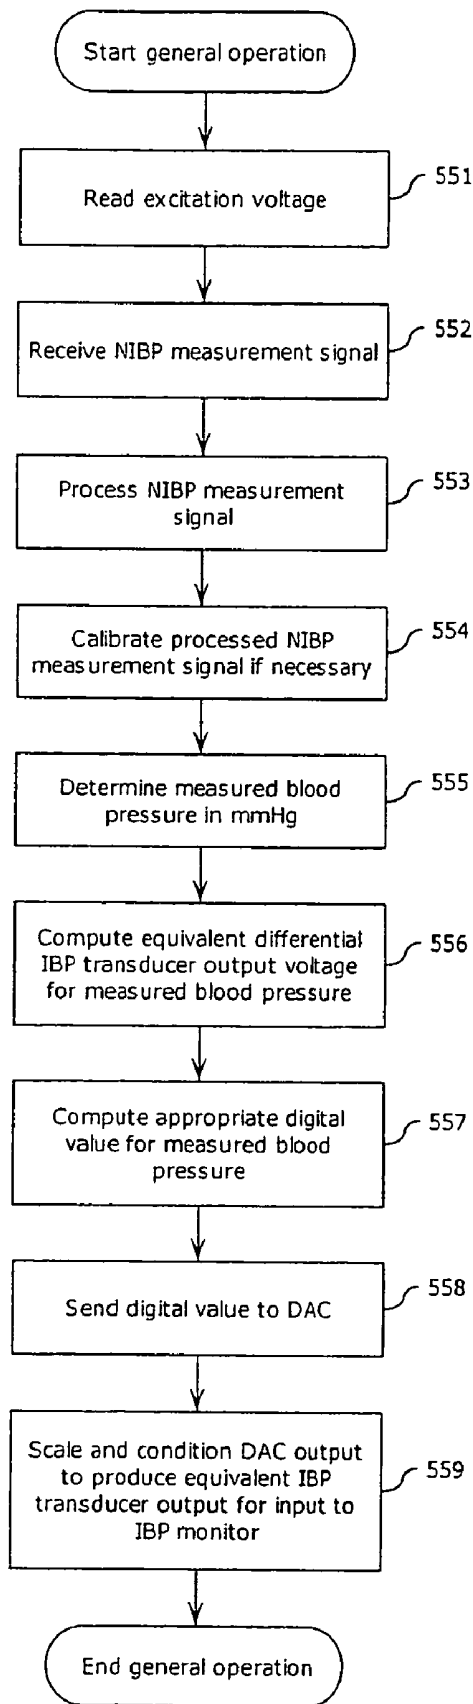 Start general operation
551
Read excitation voltage
552
Receive NIBP measurement signal
553
Process NIBP measurement
signal
554
Calibrate processed NIBP
measurement signal if necessary
555
Determine measured blood
pressure in mmHg
556
Compute equivalent differential
IBP transducer output voltage
for measured blood pressure
557
Compute appropriate digital
value for measured blood
pressure
558
Send digital value to DAC
559
Scale and condition DAC output
to produce equivalent IBP
transducer output for input to
IBP monitor
End general operation